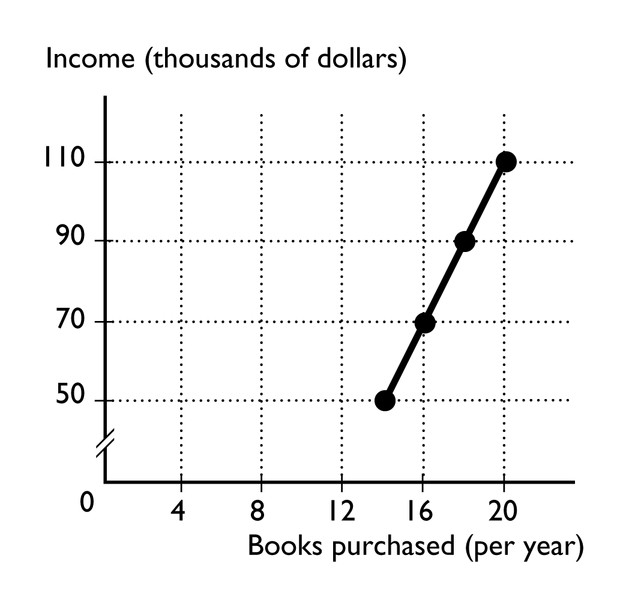 Income (thousands of dollars)
110
90
70
50
0
4 8 12 16 20
Books purchased (per year)